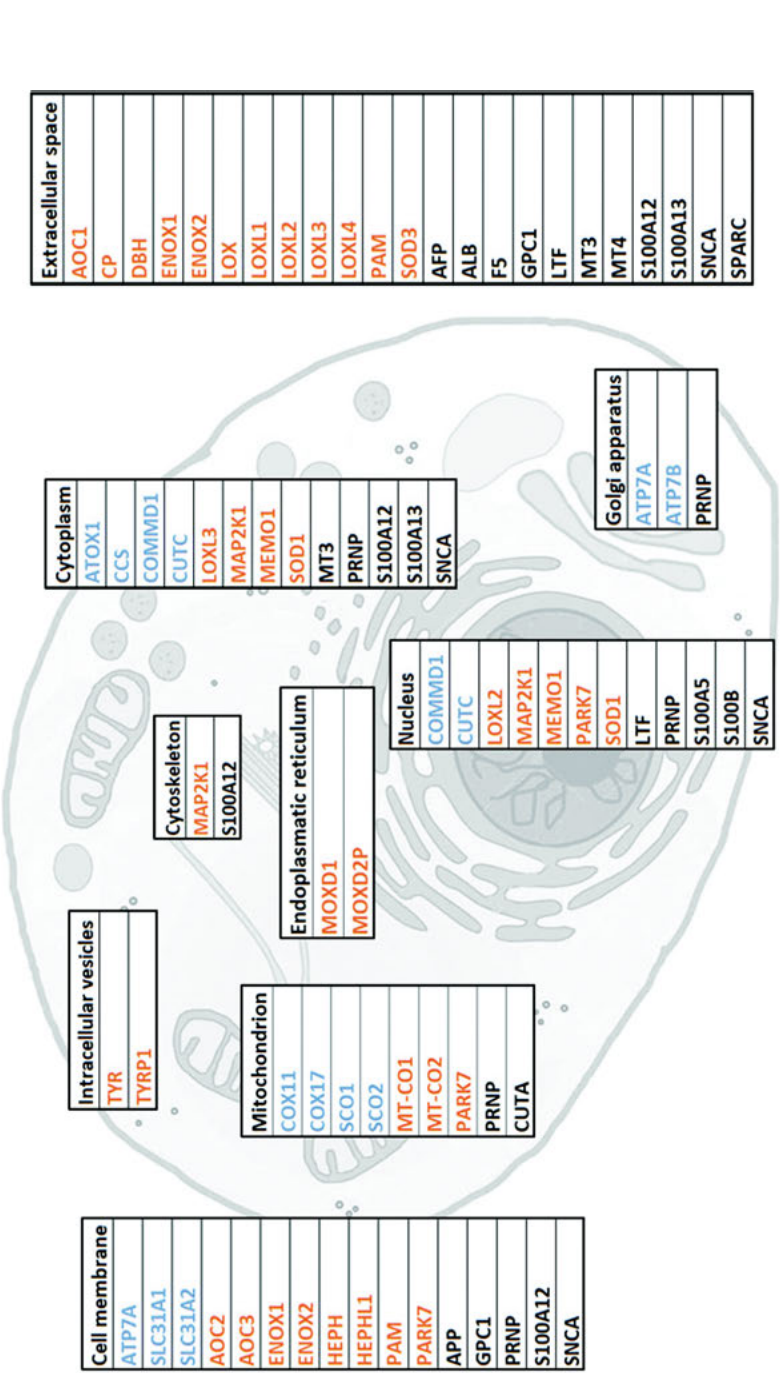 Cell membrane
ATP7A
SLC31A1
SLC31A2
AOC2
AOC3
ENOX1
ENOX2
HEPH
HEPHL1
PAM
PARK7
APP
GPC1
PRNP
S100A12
SNCA
Intracellular vesicles
TYR
TYRP1
Mitochondrion
COX11
COX17
SCO1
SCO2
MT-CO1
MT-CO2
PARK7
PRNP
CUTA
Cytoskeleton
MAP2K1
S100A12
Endoplasmatic reticulum
MOXD1
MOXD2P
Nucleus
COMMD1
CUTC
LOXL2
MAP2K1
MEMO1
PARK7
SOD1
LTF
PRNP
S100A5
S100B
SNCA
Cytoplasm
ATOX1
CCS
COMMD1
CUTC
LOXL3
MAP2K1
MEMO1
SOD1
MT3
PRNP
S100A12
S100A13
SNCA
Golgi apparatus
ATP7A
ATP7B
PRNP
Extracellular space
AOC1
CP
DBH
ENOX1
ENOX2
LOX
LOXL1
LOXL2
LOXL3
LOXL4
PAM
SOD3
AFP
ALB
F5
GPC1
LTF
MT3
MT4
S100A12
S100A13
SNCA
SPARC